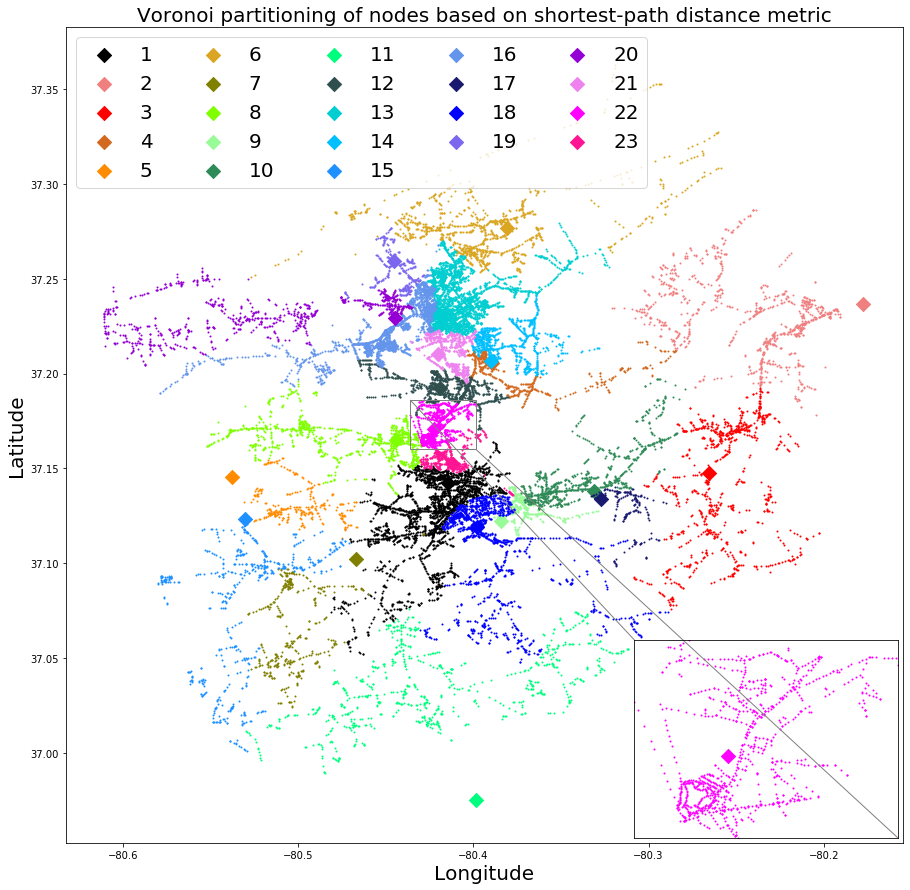 Voronoi partitioning of nodes based on shortest-path distance metric
1 6 11 16 20
2 7 12 17 21
3 8 13 18 22
4 9 14 19 23
5 10 15
37.35
37.30
37.25
37.20
37.15
37.10
37.05
37.00
Latitude
−80.6 −80.5 −80.4 −80.3 −80.2
Longitude